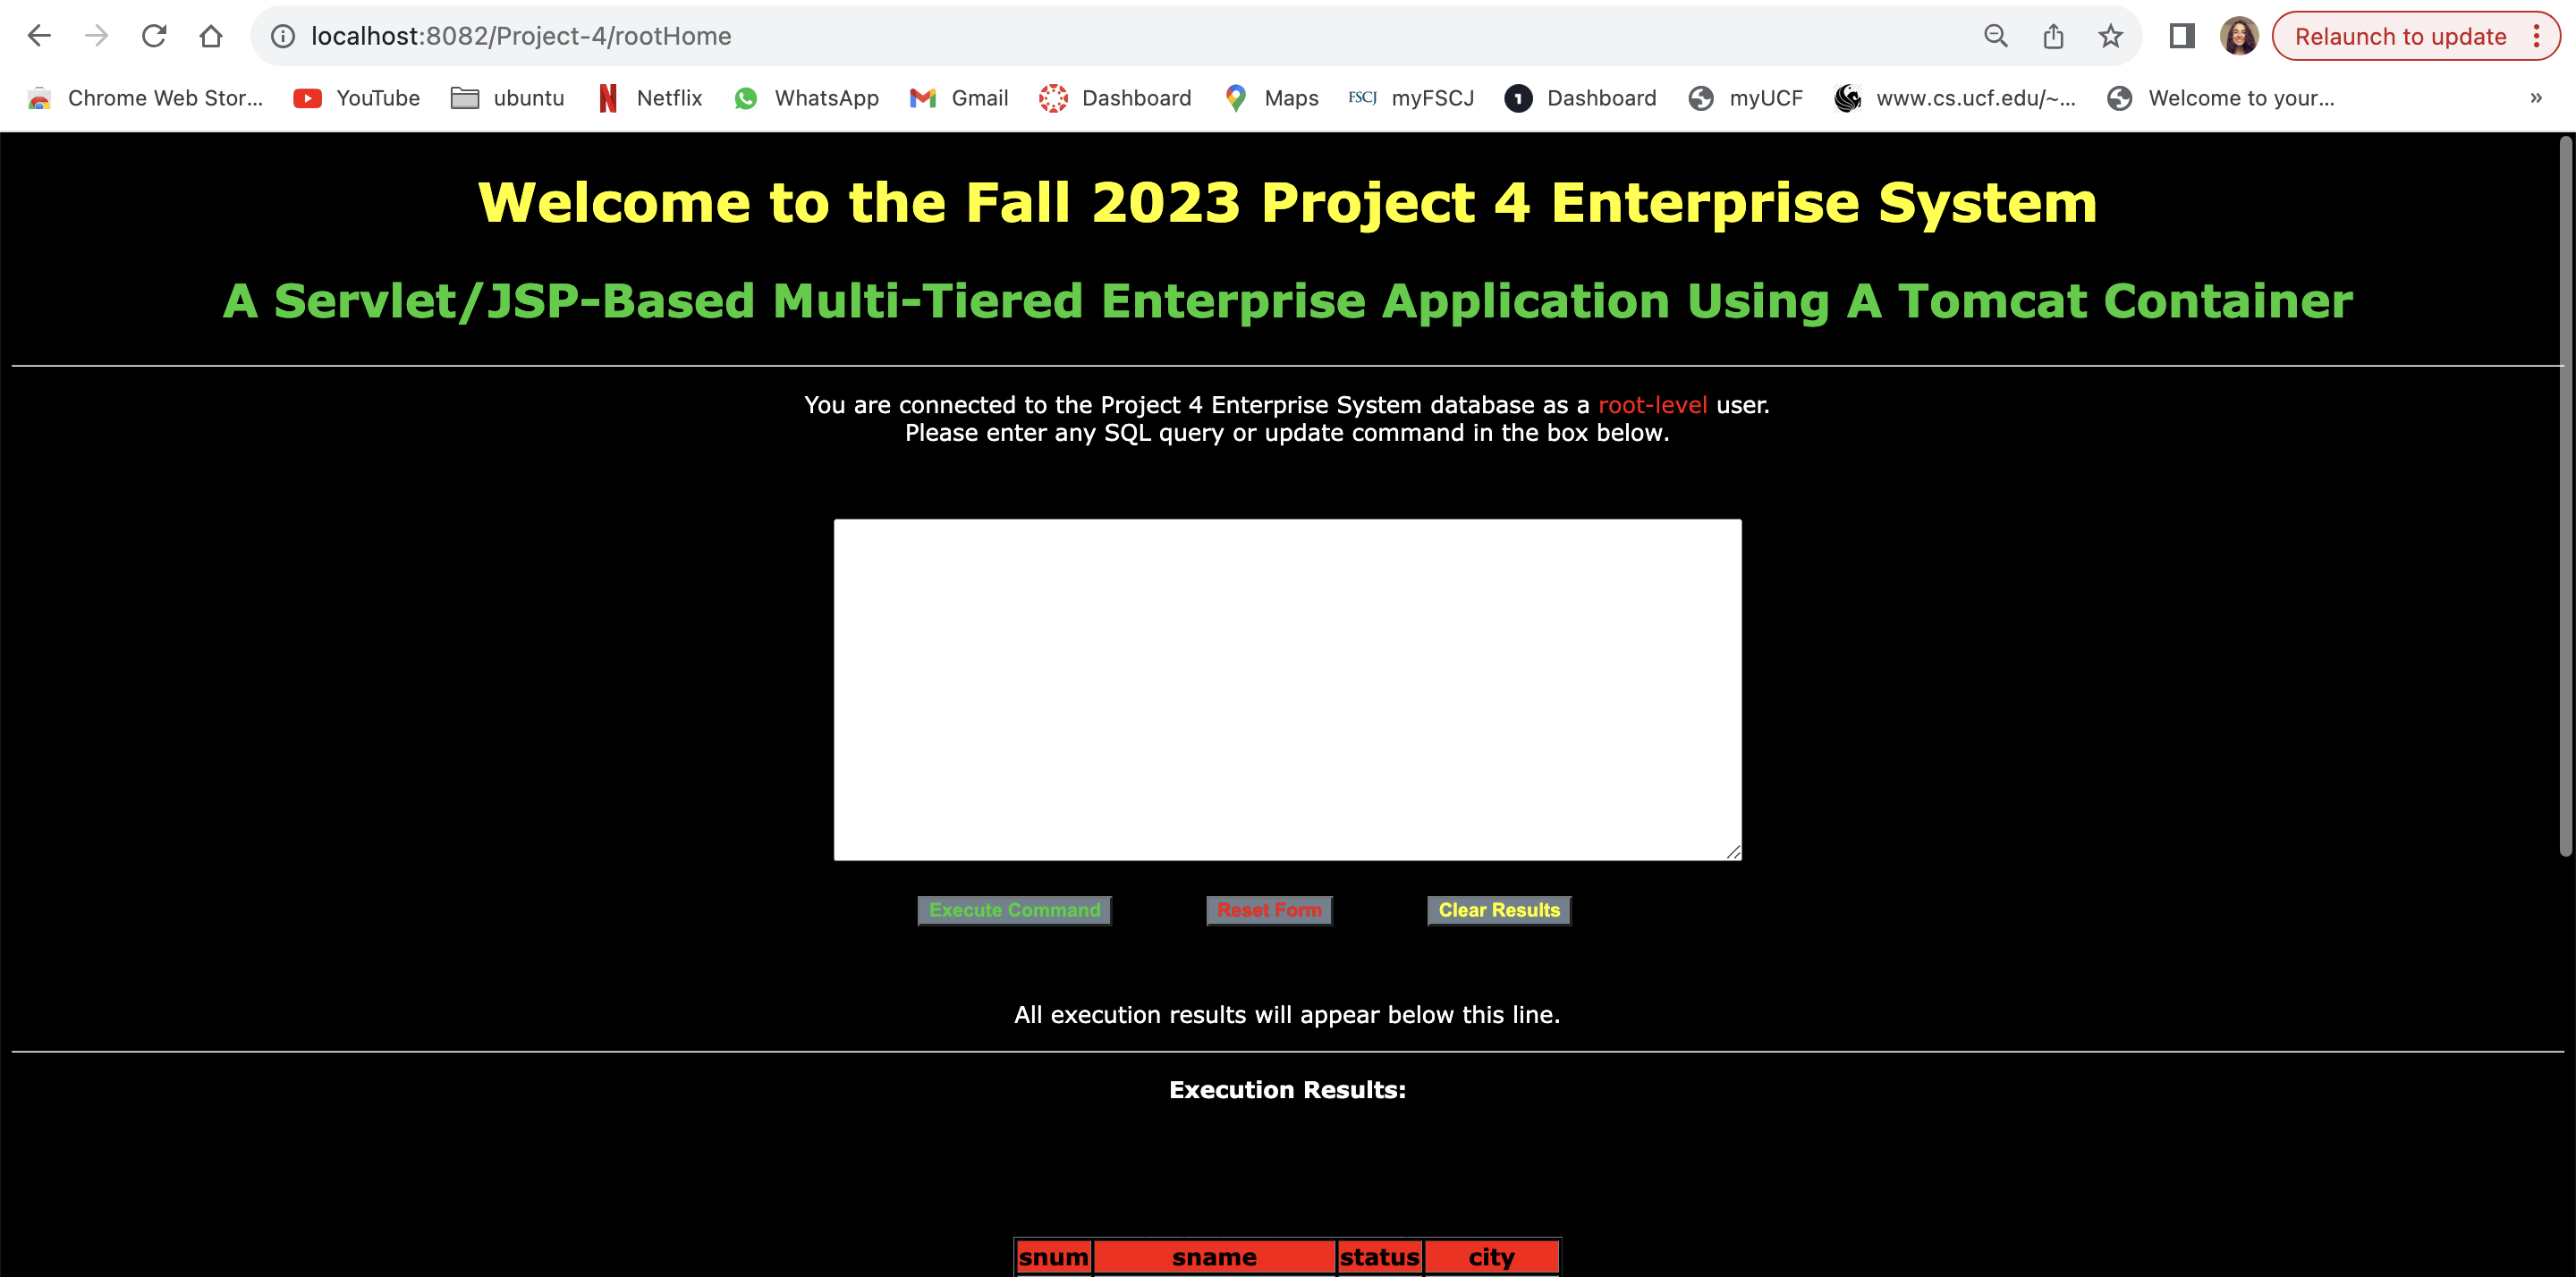 localhost:8082/Project-4/rootHome
Relaunch to update
Chrome Web Stor... YouTube ubuntu Netflix WhatsApp Gmail Dashboard Maps FSCJ myFSCJ 1 Dashboard myUCF www.cs.ucf.edu/~... Welcome to your... »
Welcome to the Fall 2023 Project 4 Enterprise System
A Servlet/JSP-Based Multi-Tiered Enterprise Application Using A Tomcat Container
You are connected to the Project 4 Enterprise System database as a root-level user.
Please enter any SQL query or update command in the box below.
Execute Command Reset Form Clear Results
All execution results will appear below this line.
Execution Results:
snum sname status city